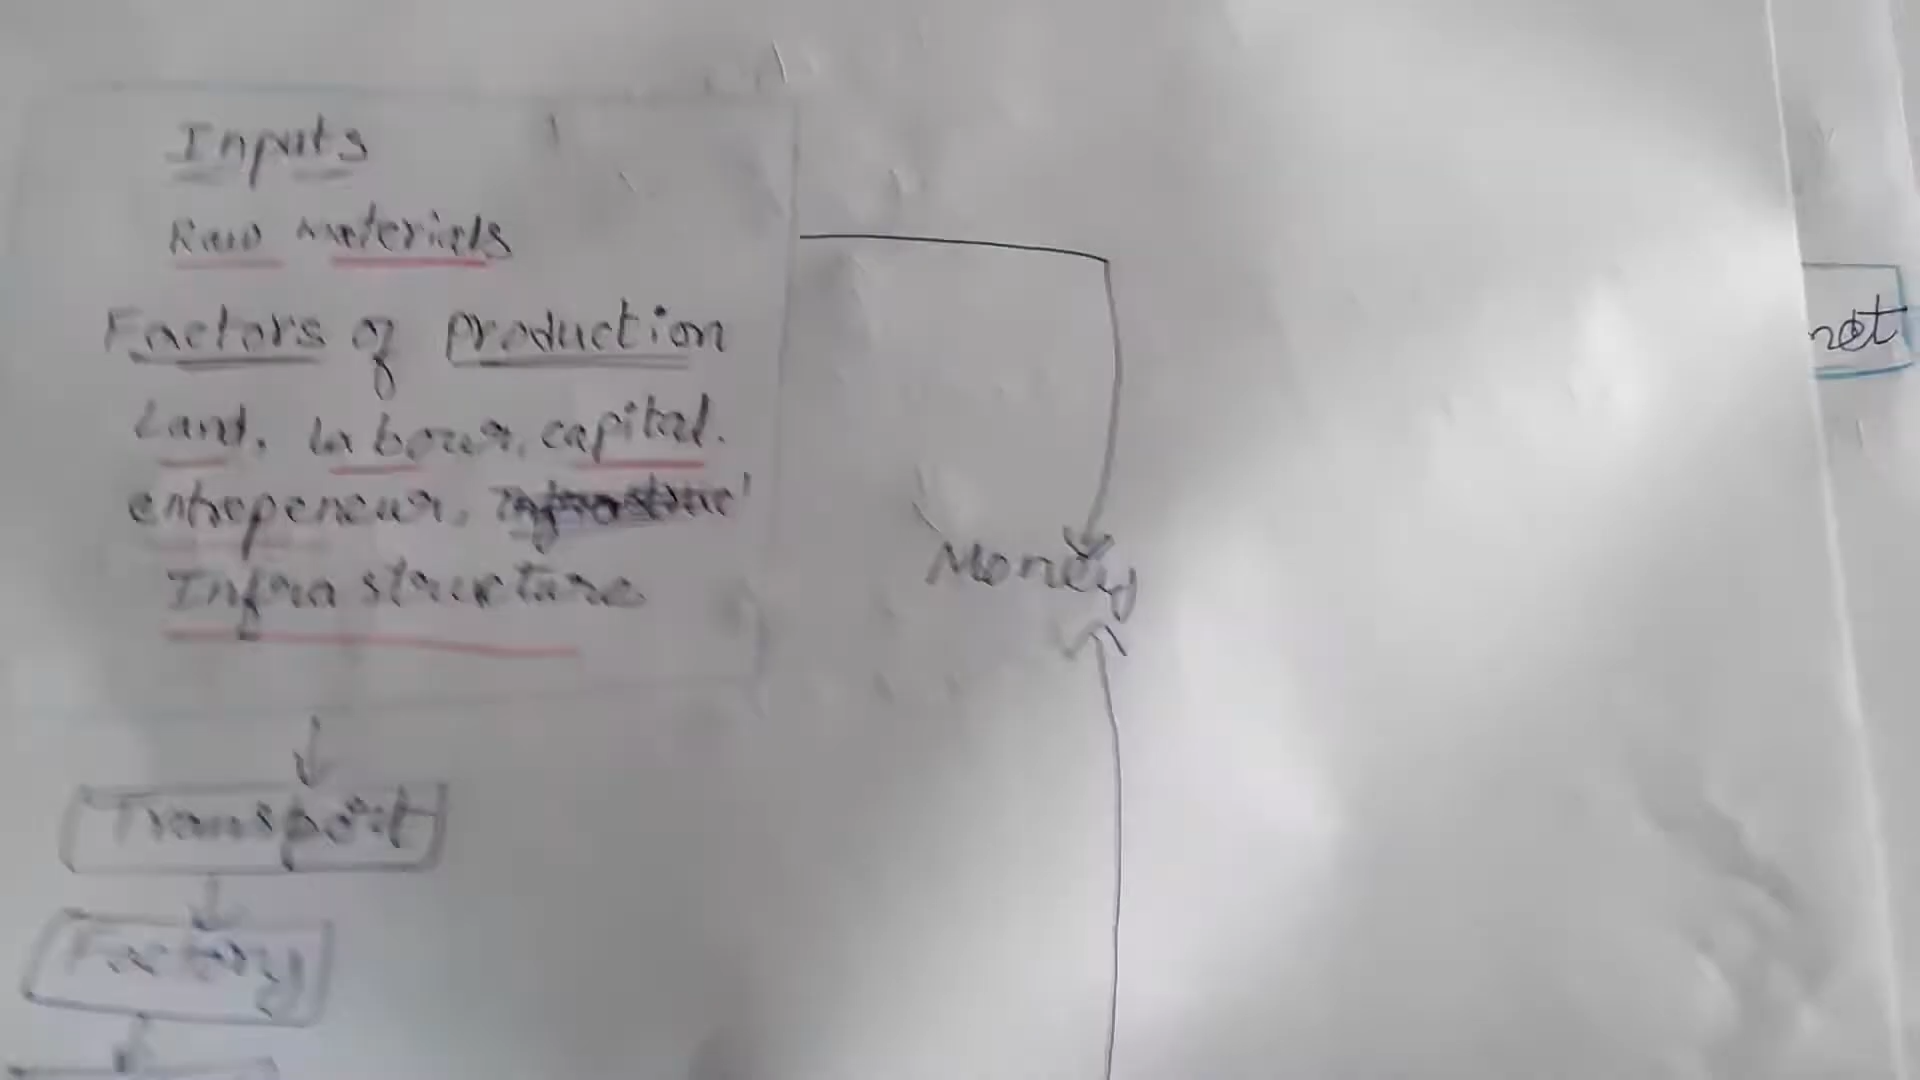 Inputs
Raw materials
Factors of production
Land, labour, capital.
entrepeneur,
Infrastructure
Money
Transport
Factory